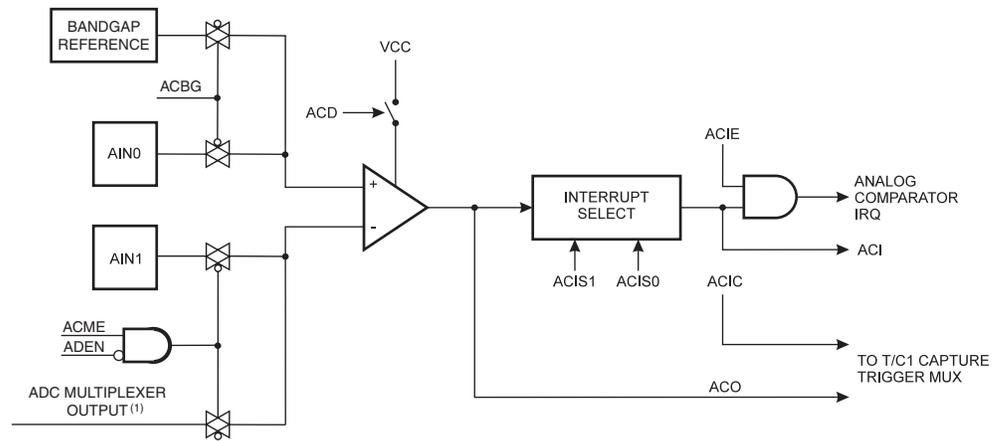 BANDGAP
REFERENCE
ACBG
AIN0
VCC
ACD
+
-
AIN1
ACME
ADEN
ADC MULTIPLEXER
OUTPUT (1)
INTERRUPT
SELECT
ACIS1
ACIS0
ACIE
ANALOG
COMPARATOR
IRQ
ACI
ACIC
TO T/C1 CAPTURE
TRIGGER MUX
ACO